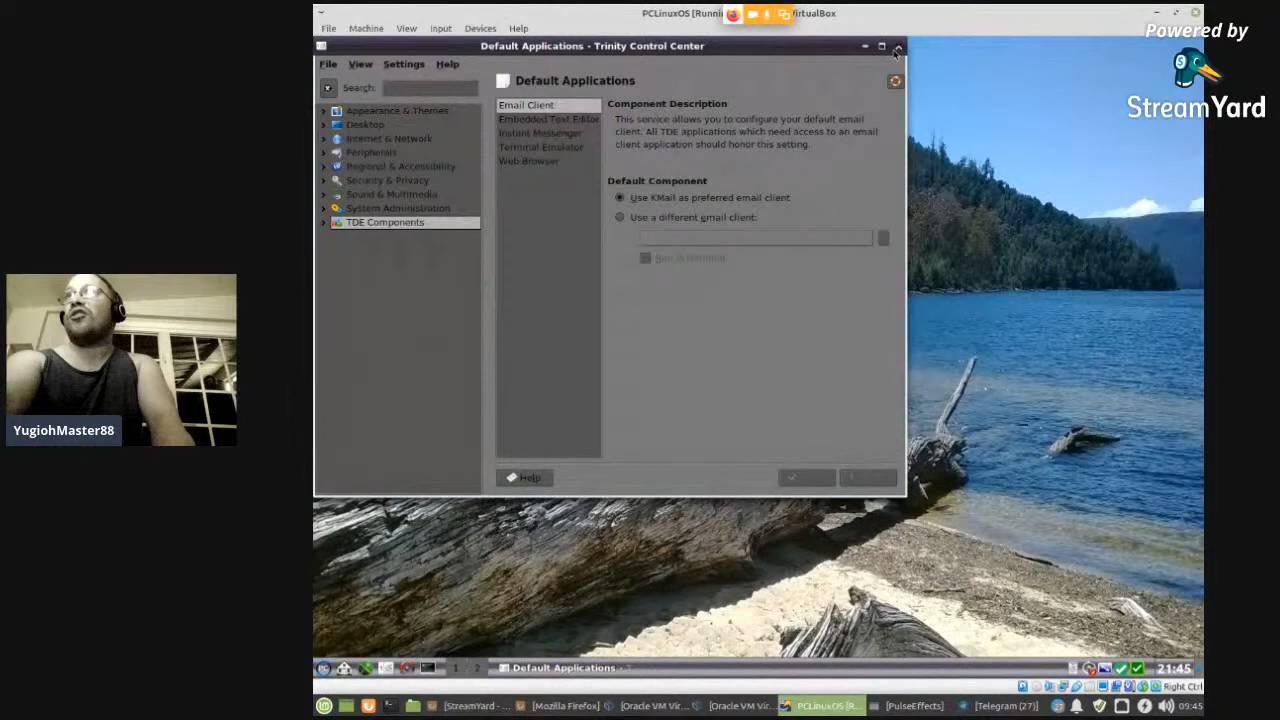 PCLinuxOS [Runni
VirtualBox
File Machine View Input Devices Help
Powered by
StreamYard
Default Applications - Trinity Control Center
File View Settings Help
Search:
Appearance & Themes
Desktop
Internet & Network
Peripherals
Regional & Accessibility
Security & Privacy
Sound & Multimedia
System Administration
TDE Components
Default Applications
Email Client
Embedded Text Editor
Instant Messenger
Terminal Emulator
Web Browser
Component Description
This service allows you to configure your default email
client. All TDE applications which need access to an email
client application should honor this setting.
Default Component
Use KMail as preferred email client
Use a different email client:
Run in terminal
Help
YugiohMaster88
1 2
Default Applications -
21:45
Right Ctrl
[StreamYard - ...
[Mozilla Firefox]
[Oracle VM Vir...
[Oracle VM Vir...
PCLinuxOS [R...
[PulseEffects]
[Telegram (27)]
09:45